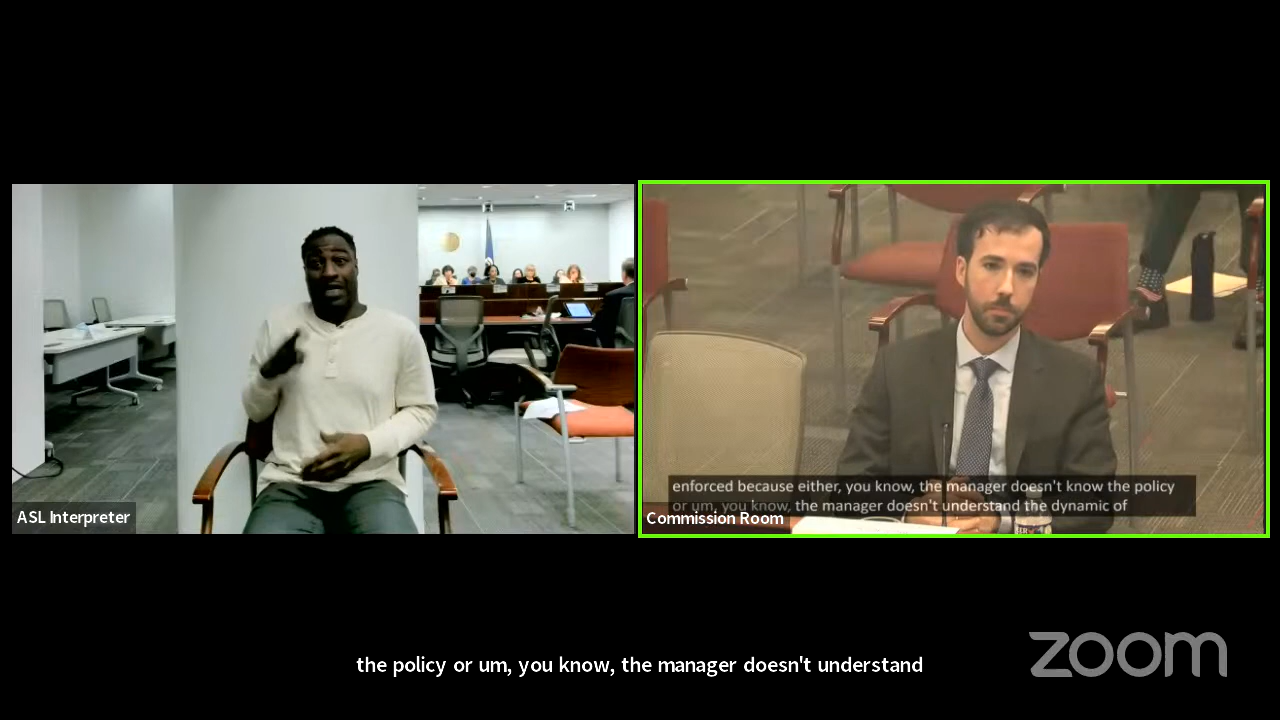 enforced because either, you know, the manager doesn't know the policy
or um, you know, the manager doesn't understand the dynamic of
ASL Interpreter
Commission Room
the policy or um, you know, the manager doesn't understand
zoom